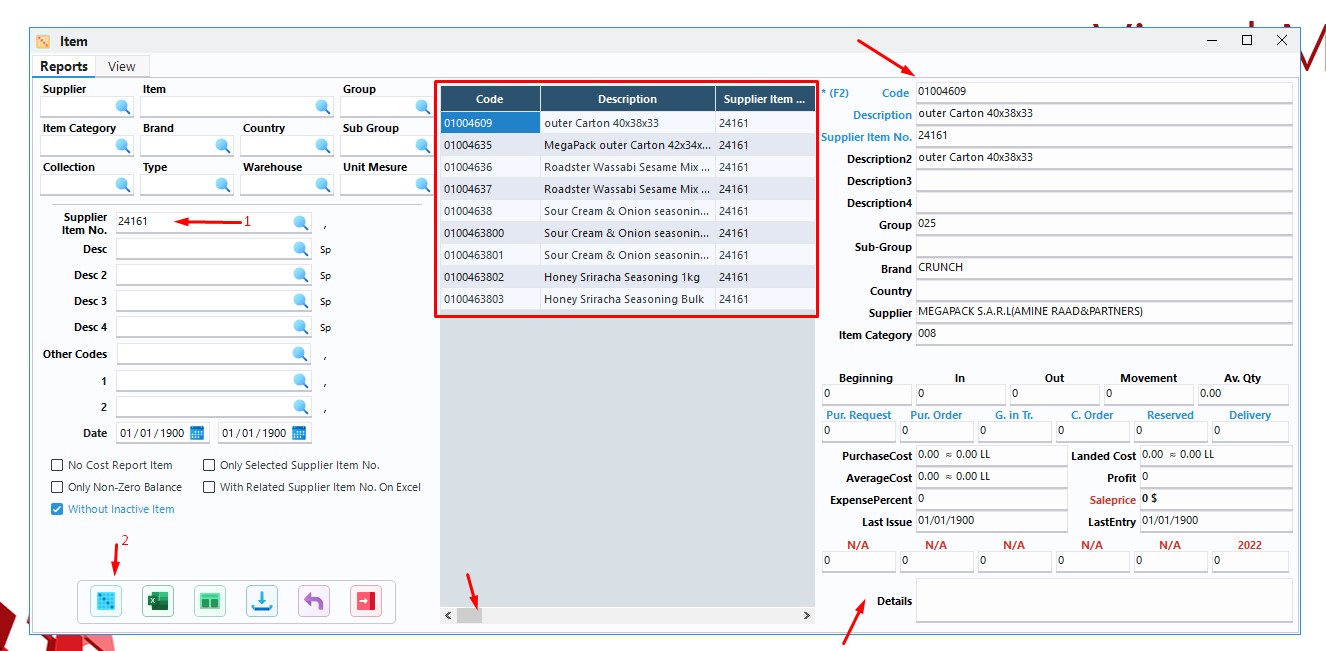 Item
Reports View
Supplier Item Group
Item Category Brand Country Sub Group
Collection Type Warehouse Unit Mesure
Supplier Item No. 24161 1 ,
Desc Sp
Desc 2 Sp
Desc 3 Sp
Desc 4 Sp
Other Codes ,
1 ,
2 ,
Date 01/01/1900 01/01/1900
No Cost Report Item Only Selected Supplier Item No.
Only Non-Zero Balance With Related Supplier Item No. On Excel
Without Inactive Item
2
Code Description Supplier Item ...
01004609 outer Carton 40x38x33 24161
01004635 MegaPack outer Carton 42x34x... 24161
01004636 Roadster Wassabi Sesame Mix ... 24161
01004637 Roadster Wassabi Sesame Mix ... 24161
01004638 Sour Cream & Onion seasonin... 24161
0100463800 Sour Cream & Onion seasonin... 24161
0100463801 Sour Cream & Onion seasonin... 24161
0100463802 Honey Sriracha Seasoning 1kg 24161
0100463803 Honey Sriracha Seasoning Bulk 24161
* (F2) Code 01004609
Description outer Carton 40x38x33
Supplier Item No. 24161
Description2 outer Carton 40x38x33
Description3
Description4
Group 025
Sub-Group
Brand CRUNCH
Country
Supplier MEGAPACK S.A.R.L(AMINE RAAD&PARTNERS)
Item Category 008
Beginning In Out Movement Av. Qty
0 0 0 0 0.00
Pur. Request Pur. Order G. in Tr. C. Order Reserved Delivery
0 0 0 0 0 0
PurchaseCost 0.00 ≈ 0.00 LL Landed Cost 0.00 ≈ 0.00 LL
AverageCost 0.00 ≈ 0.00 LL Profit 0
ExpensePercent 0 Saleprice 0 $
Last Issue 01/01/1900 LastEntry 01/01/1900
N/A N/A N/A N/A N/A 2022
0 0 0 0 0 0
Details